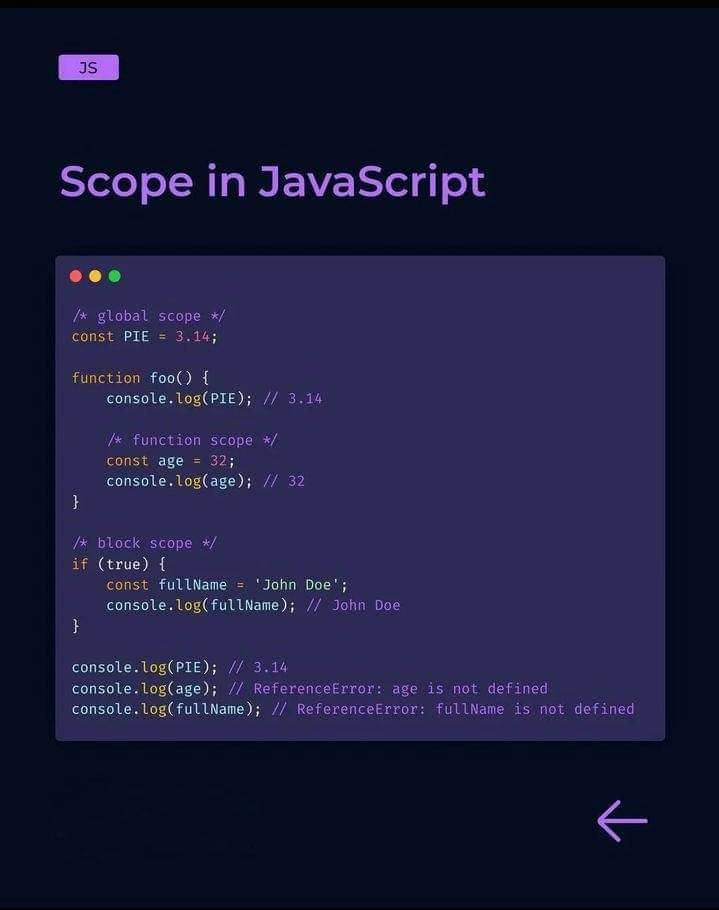 JS
Scope in JavaScript
/* global scope */
const PIE = 3.14;
function foo() {
console.log(PIE); // 3.14
/* function scope */
const age = 32;
console.log(age); // 32
}
/* block scope */
if (true) {
const fullName = 'John Doe';
console.log(fullName); // John Doe
}
console.log(PIE); // 3.14
console.log(age); // ReferenceError: age is not defined
console.log(fullName); // ReferenceError: fullName is not defined